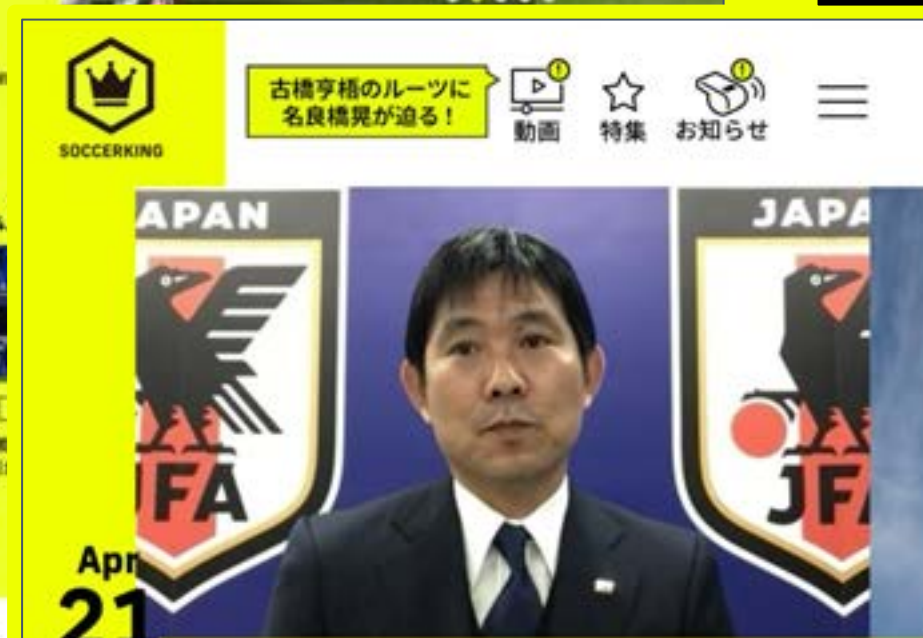 SOCCERKING
古橋亨梧のルーツに
名良橋晃が迫る！
動画
特集
お知らせ
JAPAN
JFA
JAPA
JFA
Apr
21